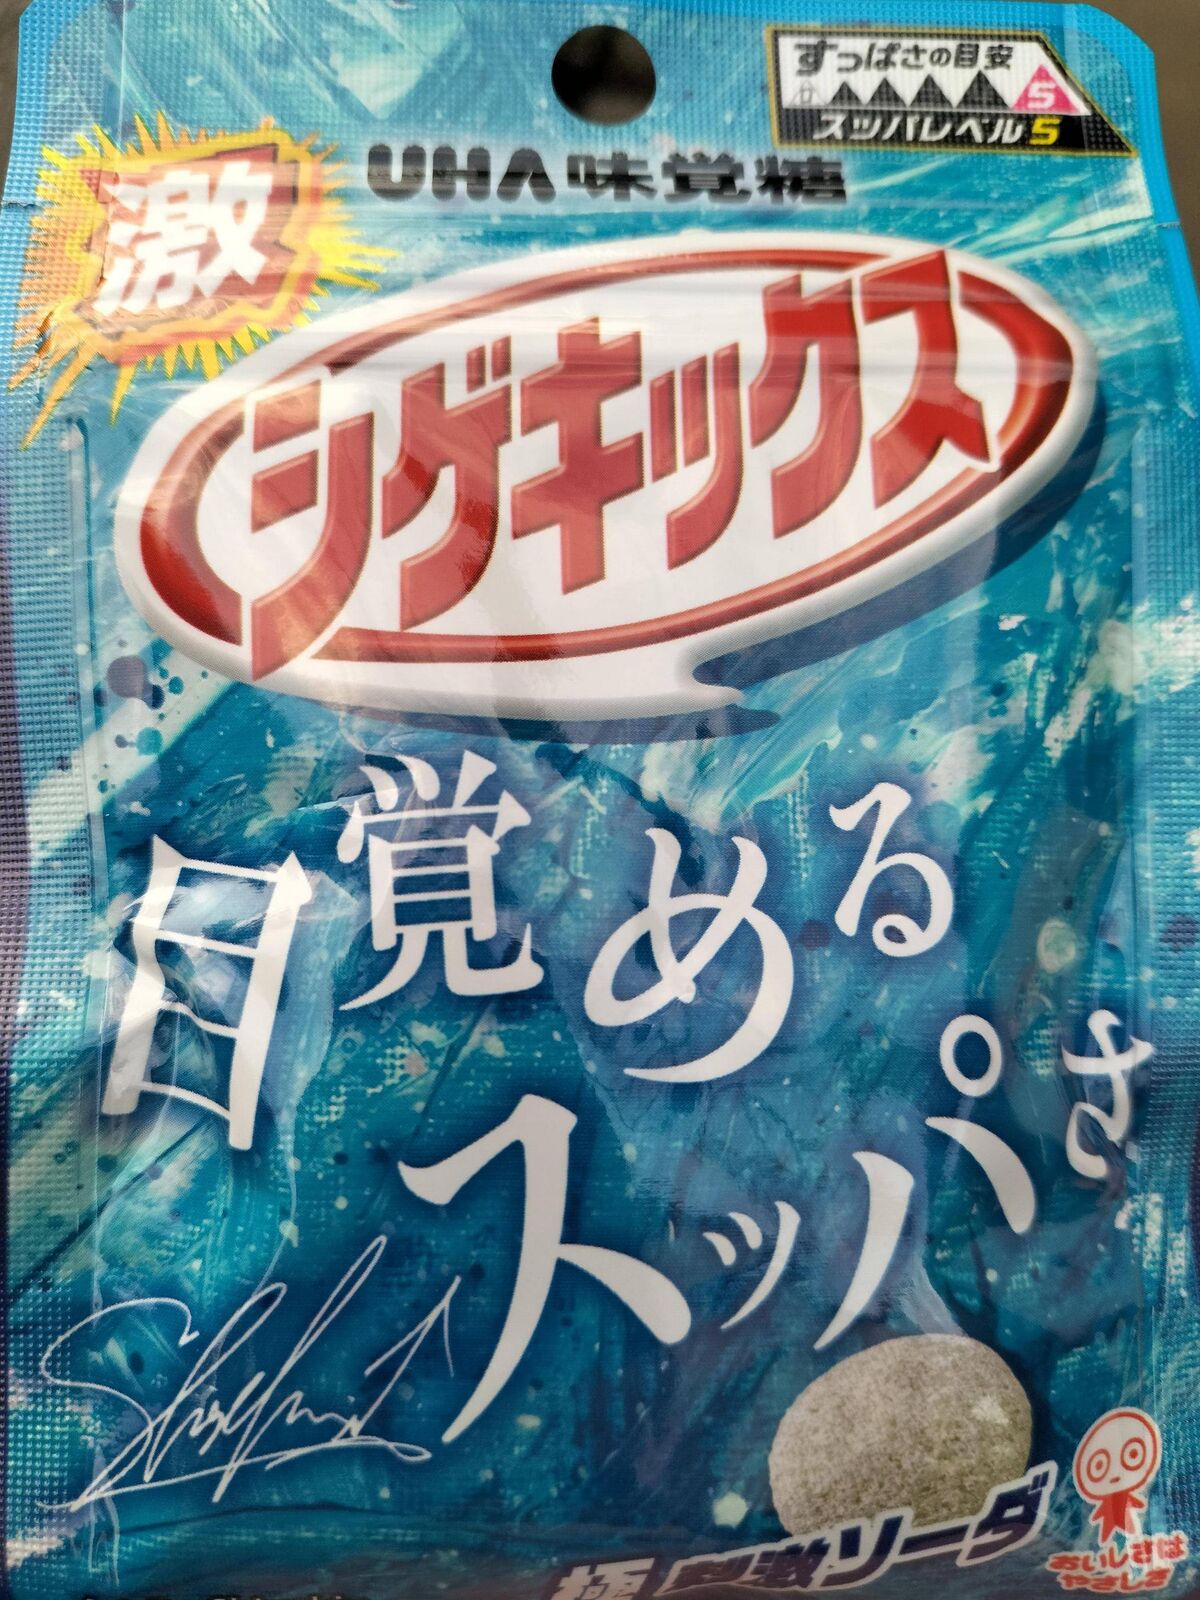 すっぱさの目安
5
スッパレベル5
激
UHA味覚糖
シゲキックス
目覚める
スッパさ
極 刺激ソーダ
おいしさは
やさしさ